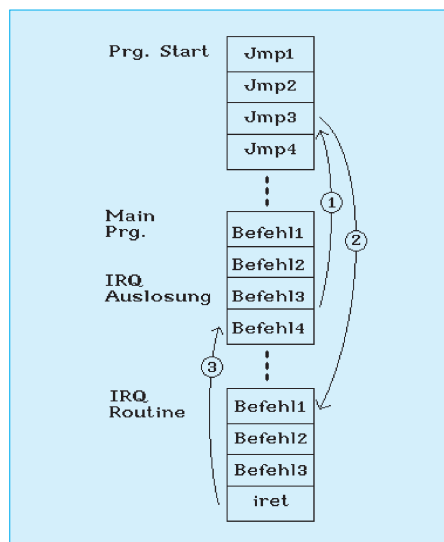 Prg. Start
Jmp1
Jmp2
Jmp3
Jmp4
1
2
Main
Prg.
Befehl1
Befehl2
IRQ
Auslosung
Befehl3
Befehl4
3
IRQ
Routine
Befehl1
Befehl2
Befehl3
iret